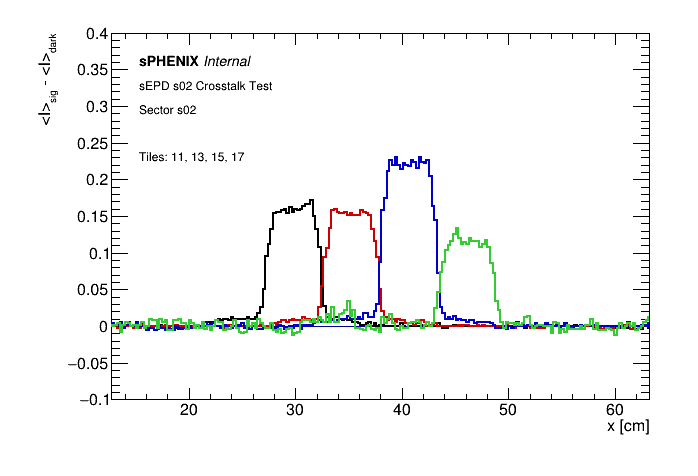 <I>sig - <I>dark
0.4
0.35
0.3
0.25
0.2
0.15
0.1
0.05
0
−0.05
−0.1
sPHENIX Internal
sEPD s02 Crosstalk Test
Sector s02
Tiles: 11, 13, 15, 17
20 30 40 50 60
x [cm]